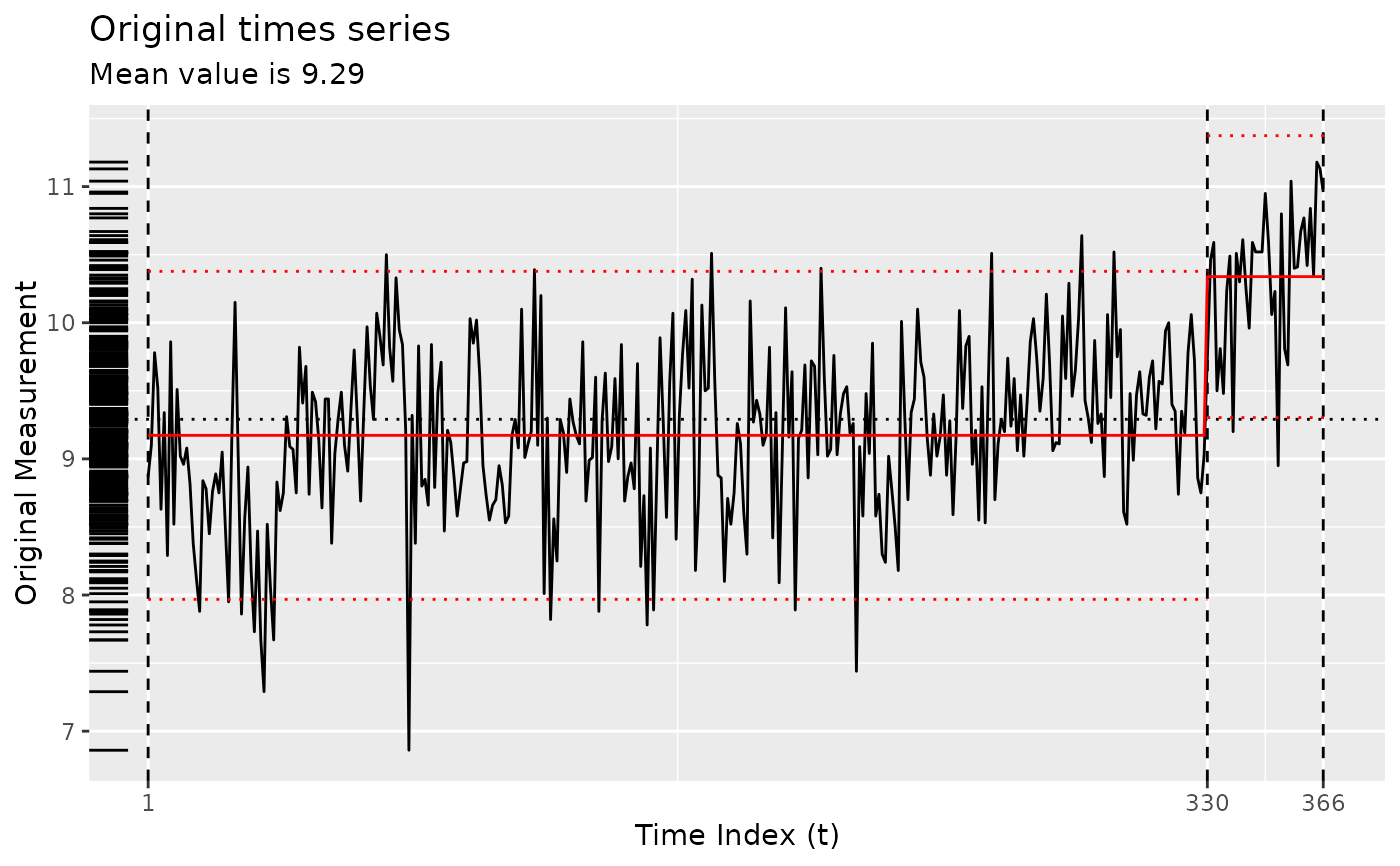 Original times series
Mean value is 9.29
Original Measurement
11
10
9
8
7
1
330
366
Time Index (t)